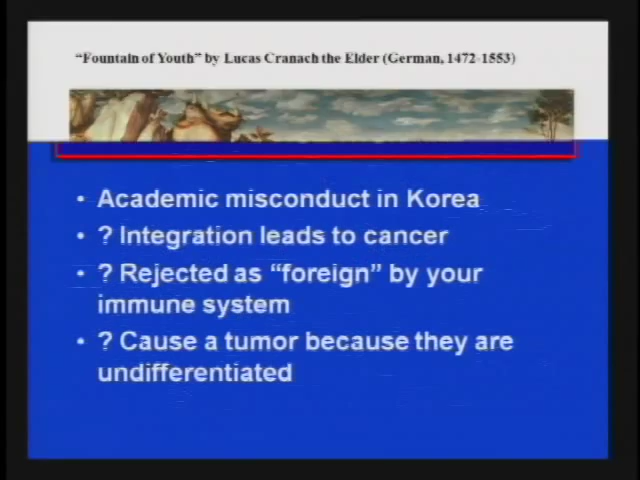 “Fountain of Youth” by Lucas Cranach the Elder (German, 1472-1553)
• Academic misconduct in Korea
• ? Integration leads to cancer
• ? Rejected as “foreign” by your
immune system
• ? Cause a tumor because they are
undifferentiated